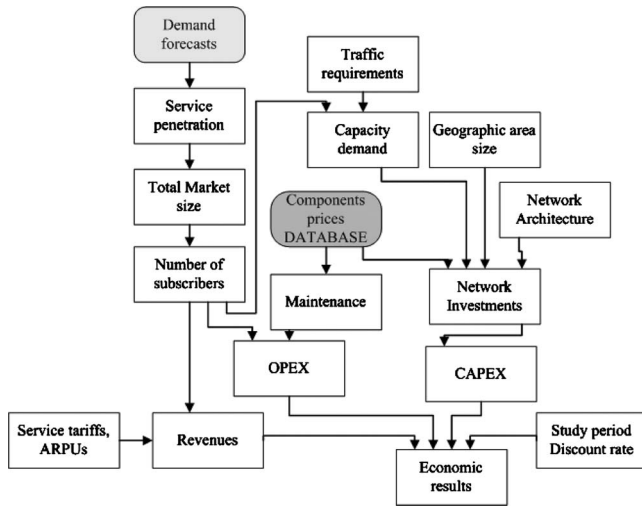 Demand
forecasts
Traffic
requirements
Service
penetration
Capacity
demand
Geographic area
size
Total Market
size
Components
prices
DATABASE
Network
Architecture
Number of
subscribers
Maintenance
Network
Investments
OPEX
CAPEX
Service tariffs,
ARPUs
Revenues
Economic
results
Study period
Discount rate